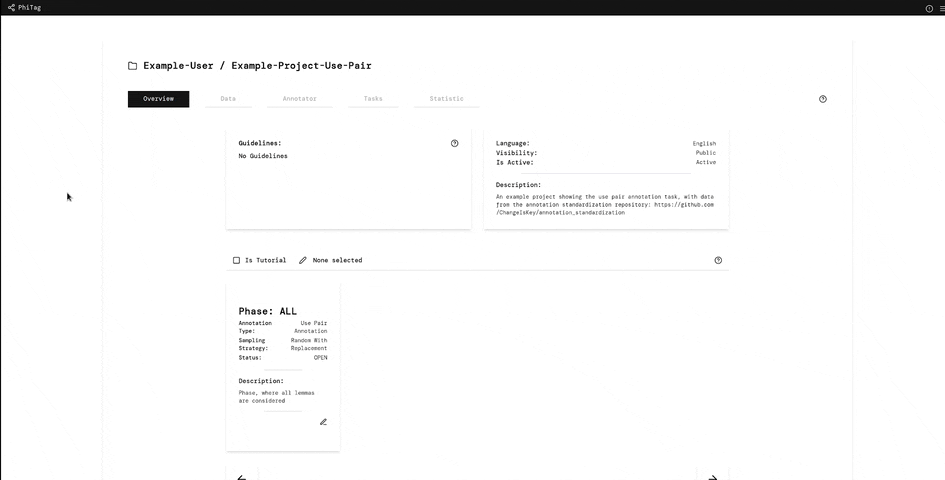 PhiTag
Example-User / Example-Project-Use-Pair
Overview Data Annotator Tasks Statistic
Guidelines:
No Guidelines
Language: English
Visibility: Public
Is Active: Active
Description:
An example project showing the use pair annotation task, with data
from the annotation standardization repository: https://github.com
/ChangeIsKey/annotation_standardization
Is Tutorial None selected
Phase: ALL
Annotation Use Pair
Type: Annotation
Sampling Random With
Strategy: Replacement
Status: OPEN
Description:
Phase, where all lemmas
are considered